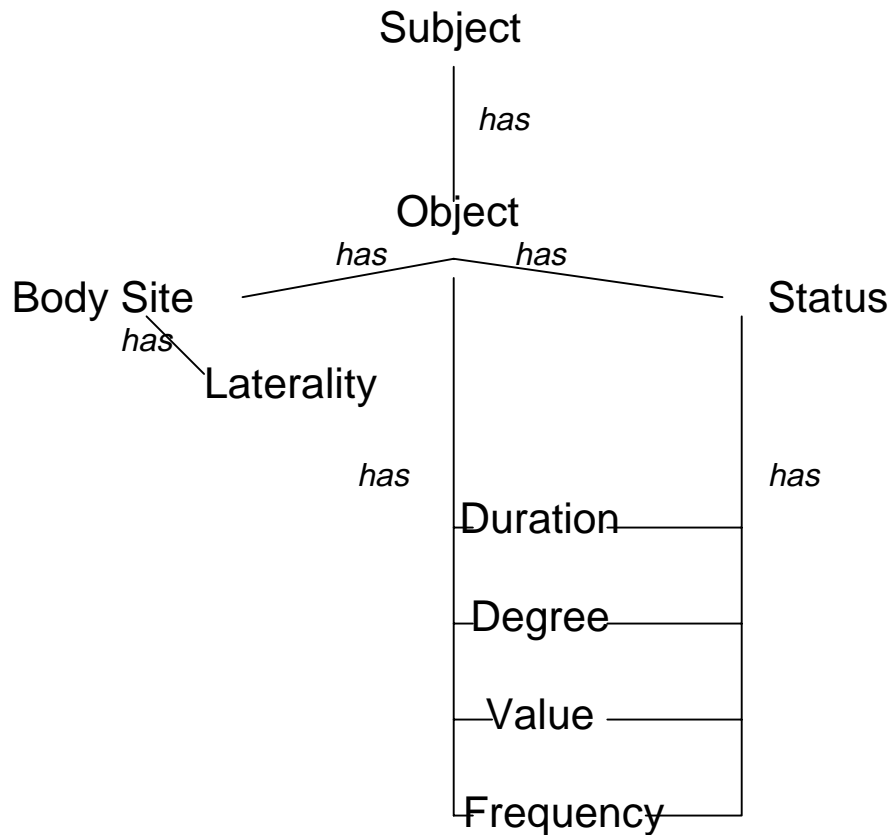 Subject
has
Object
has has
Body Site Status
has
Laterality
has has
Duration
Degree
Value
Frequency